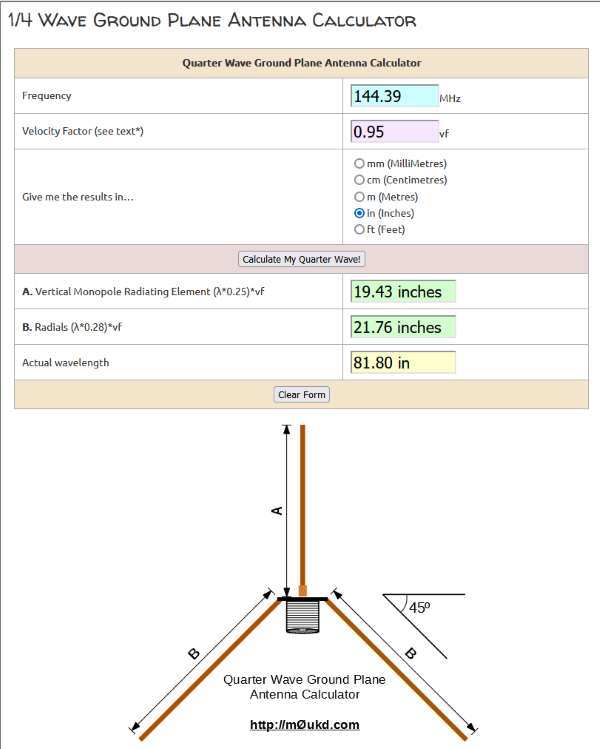 1/4 Wave Ground Plane Antenna Calculator
Quarter Wave Ground Plane Antenna Calculator
Frequency 144.39 MHz
Velocity Factor (see text*) 0.95 vf
Give me the results in...
mm (MilliMetres)
cm (Centimetres)
m (Metres)
in (Inches)
ft (Feet)
Calculate My Quarter Wave!
A. Vertical Monopole Radiating Element (λ*0.25)*vf 19.43 inches
B. Radials (λ*0.28)*vf 21.76 inches
Actual wavelength 81.80 in
Clear Form
A
45º
B B
Quarter Wave Ground Plane
Antenna Calculator
http://mØukd.com